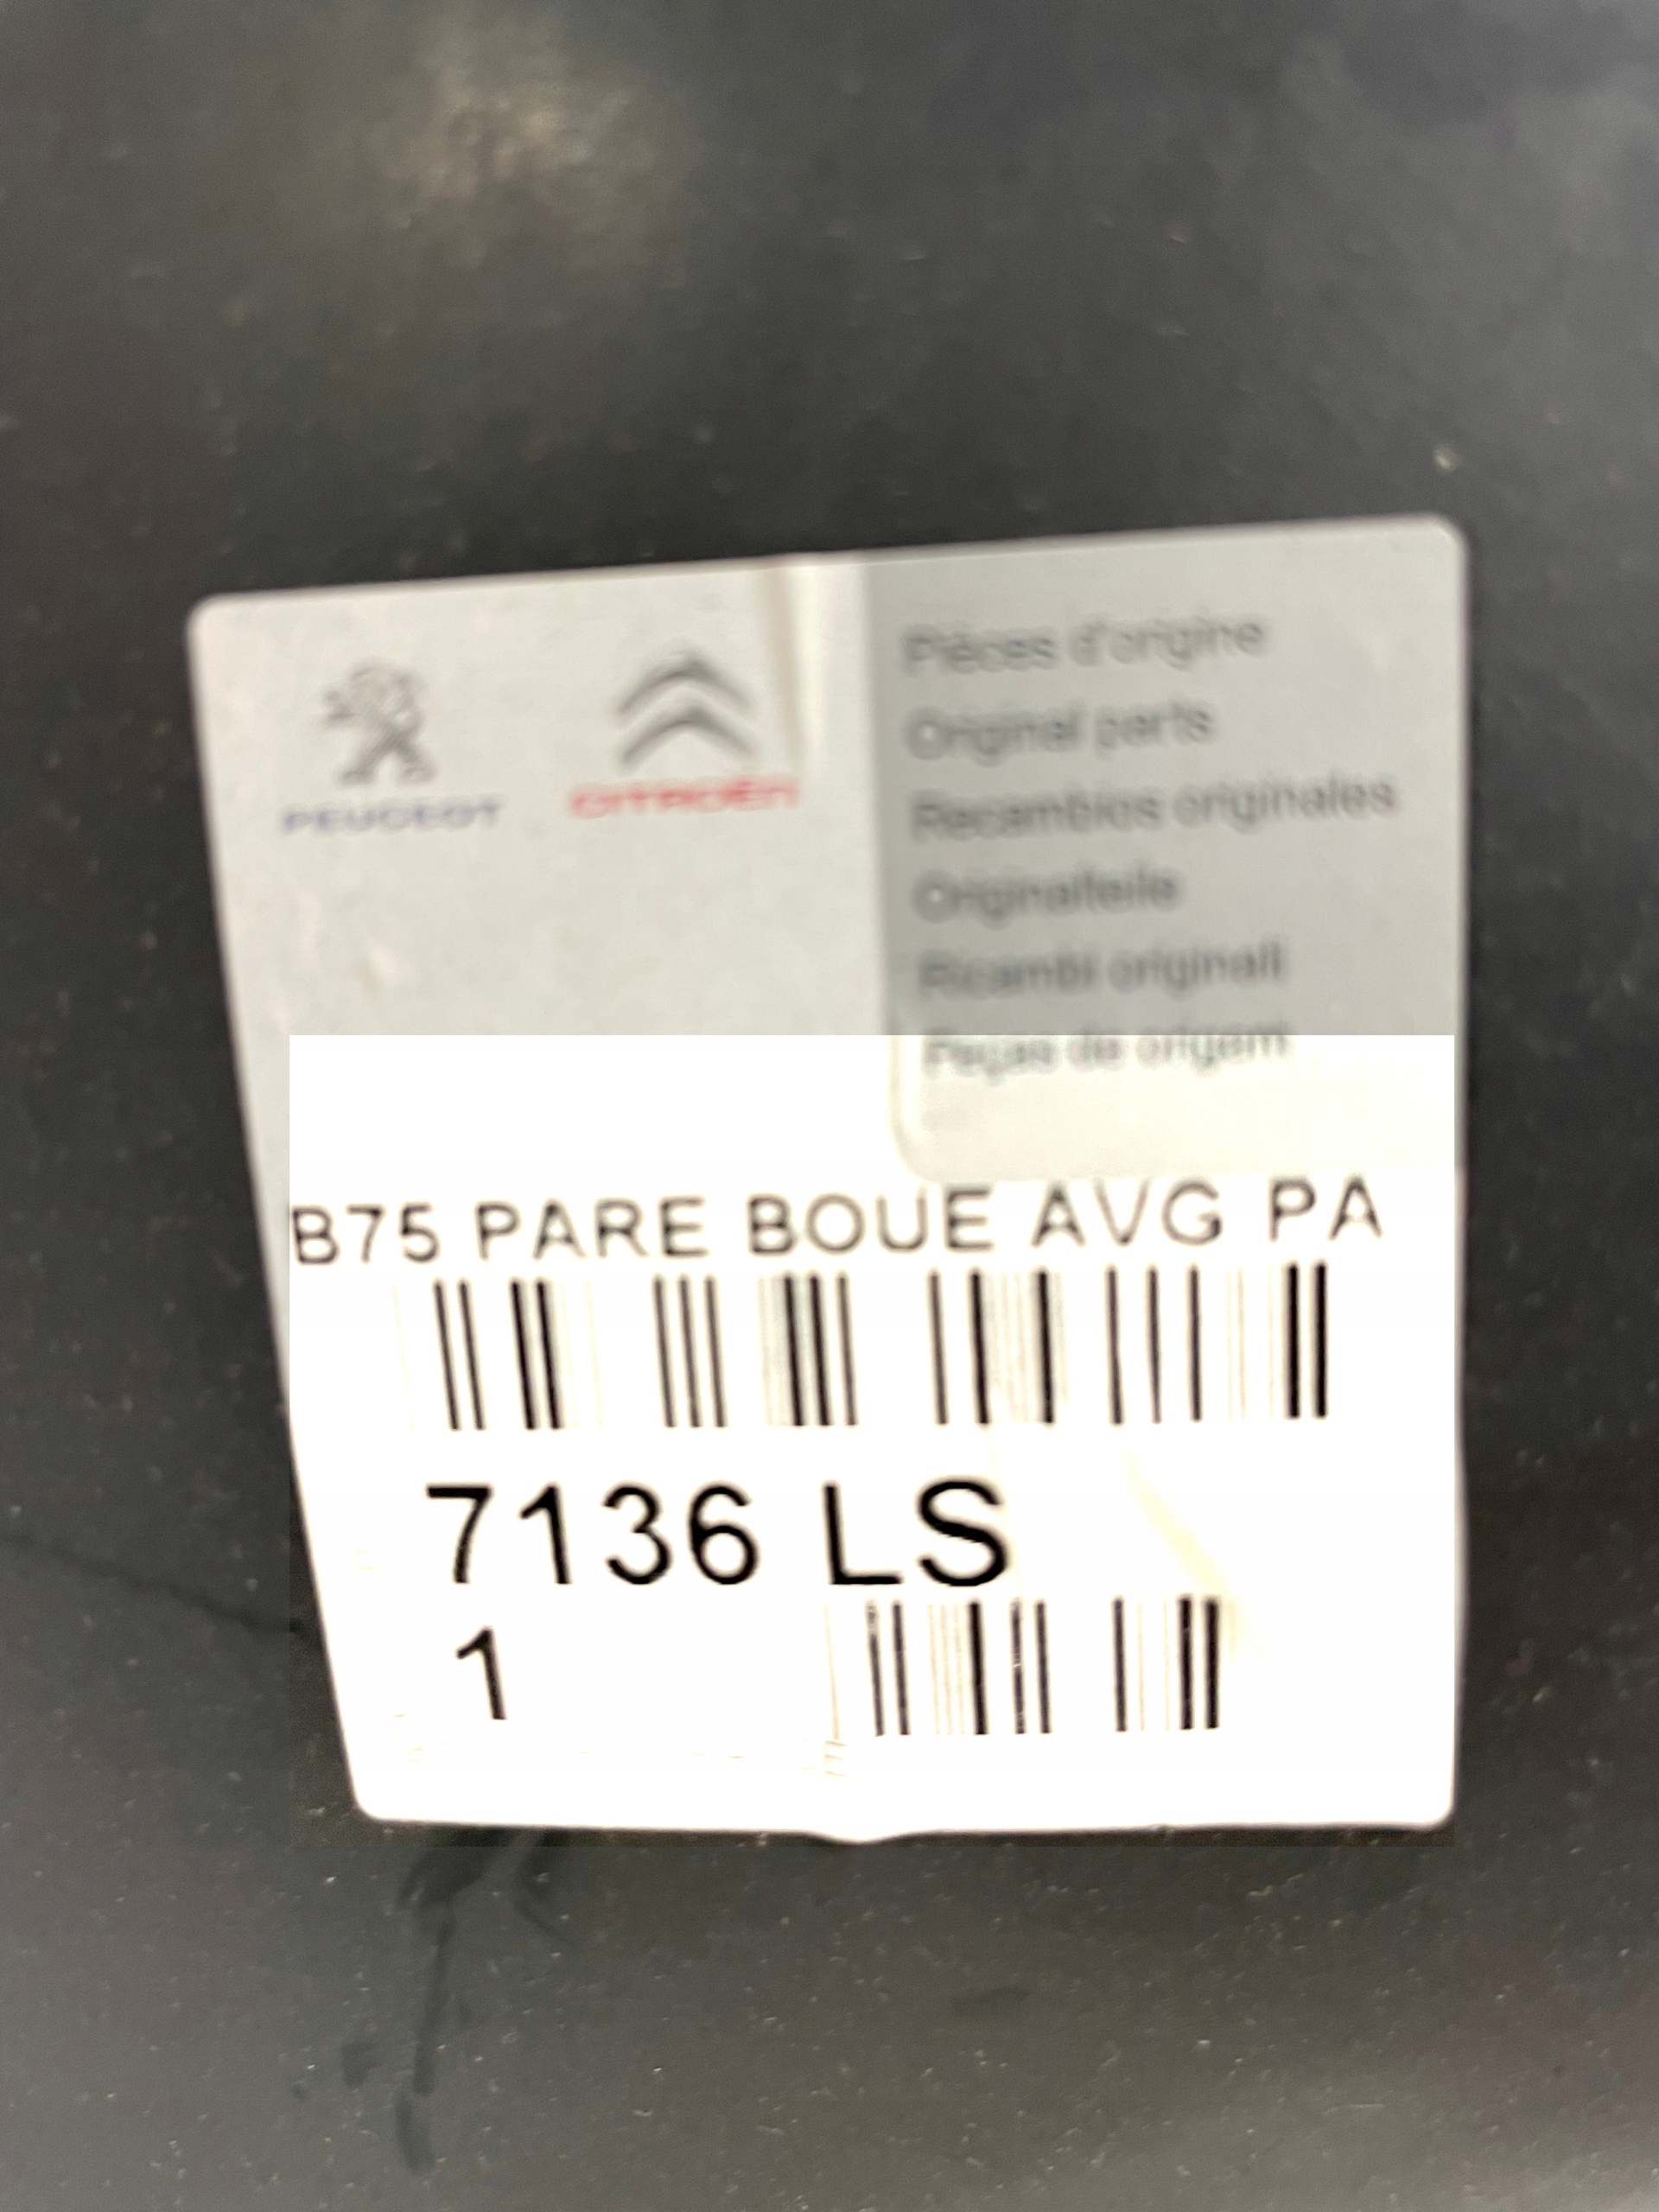 PEUGEOT
CITROËN
Pièces d'origine
Original parts
Recambios originales
Originalteile
Ricambi originali
Peças de origem
B75 PARE BOUE AVG PA
7136 LS
1